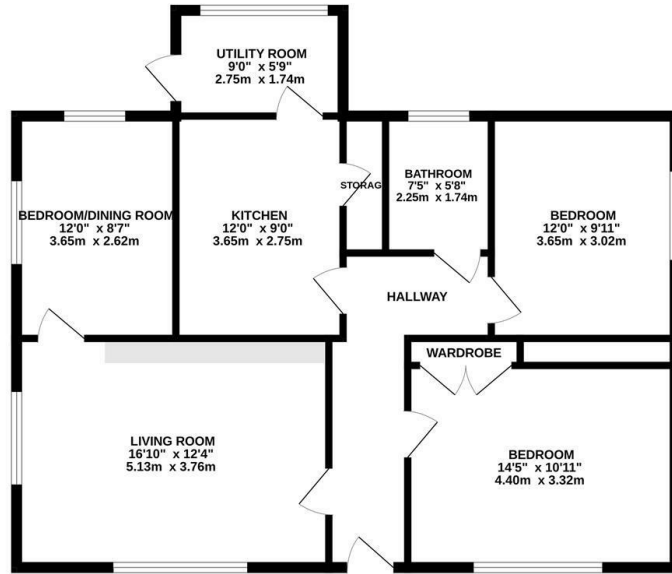 UTILITY ROOM
9'0" x 5'9"
2.75m x 1.74m
BEDROOM/DINING ROOM
12'0" x 8'7"
3.65m x 2.62m
KITCHEN
12'0" x 9'0"
3.65m x 2.75m
STORAG
BATHROOM
7'5" x 5'8"
2.25m x 1.74m
BEDROOM
12'0" x 9'11"
3.65m x 3.02m
HALLWAY
WARDROBE
LIVING ROOM
16'10" x 12'4"
5.13m x 3.76m
BEDROOM
14'5" x 10'11"
4.40m x 3.32m